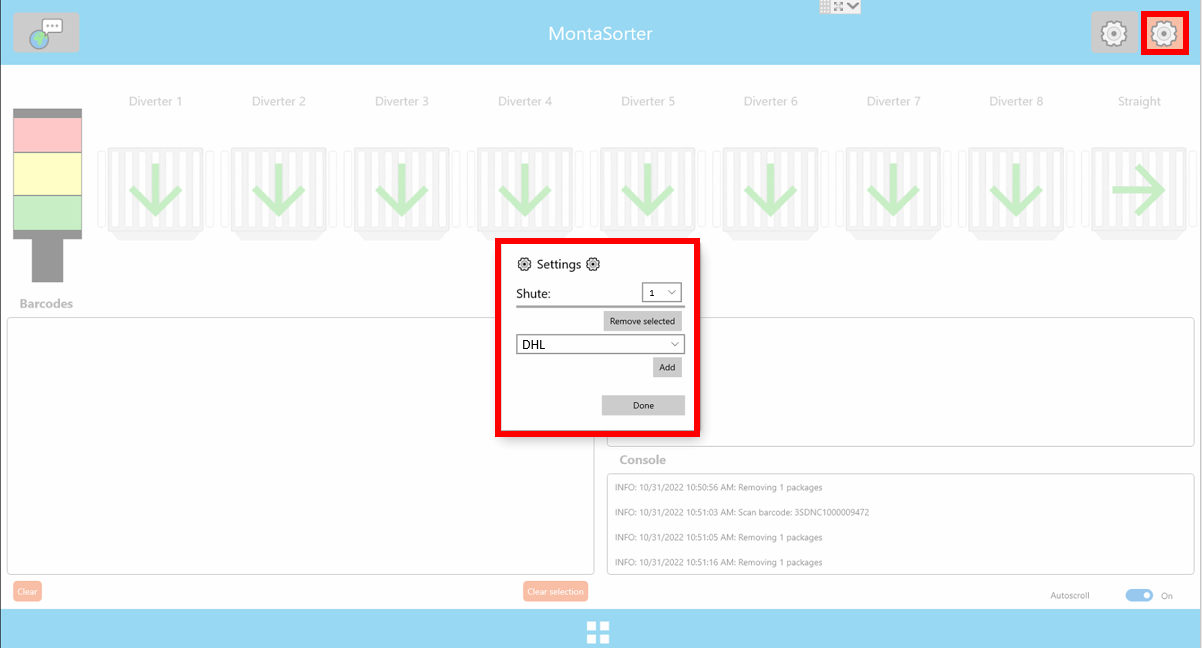 MontaSorter
Diverter 1
Diverter 2
Diverter 3
Diverter 4
Diverter 5
Diverter 6
Diverter 7
Diverter 8
Straight
Barcodes
Settings
Shute:
1
Remove selected
DHL
Add
Done
Console
INFO: 10/31/2022 10:50:56 AM: Removing 1 packages
INFO: 10/31/2022 10:51:03 AM: Scan barcode: 3SDNC1000009472
INFO: 10/31/2022 10:51:05 AM: Removing 1 packages
INFO: 10/31/2022 10:51:16 AM: Removing 1 packages
Clear
Clear selection
Autoscroll
On